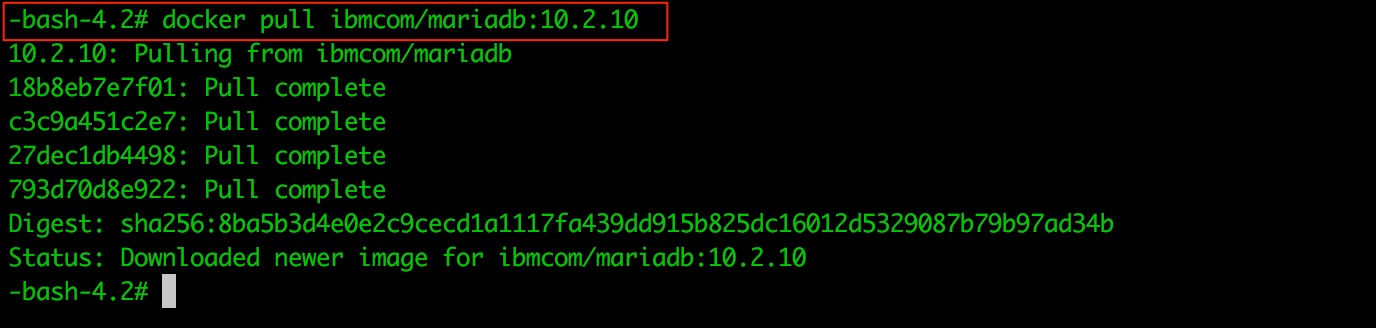 -bash-4.2# docker pull ibmcom/mariadb:10.2.10
10.2.10: Pulling from ibmcom/mariadb
18b8eb7e7f01: Pull complete
c3c9a451c2e7: Pull complete
27dec1db4498: Pull complete
793d70d8e922: Pull complete
Digest: sha256:8ba5b3d4e0e2c9cecd1a1117fa439dd915b825dc16012d5329087b79b97ad34b
Status: Downloaded newer image for ibmcom/mariadb:10.2.10
-bash-4.2#